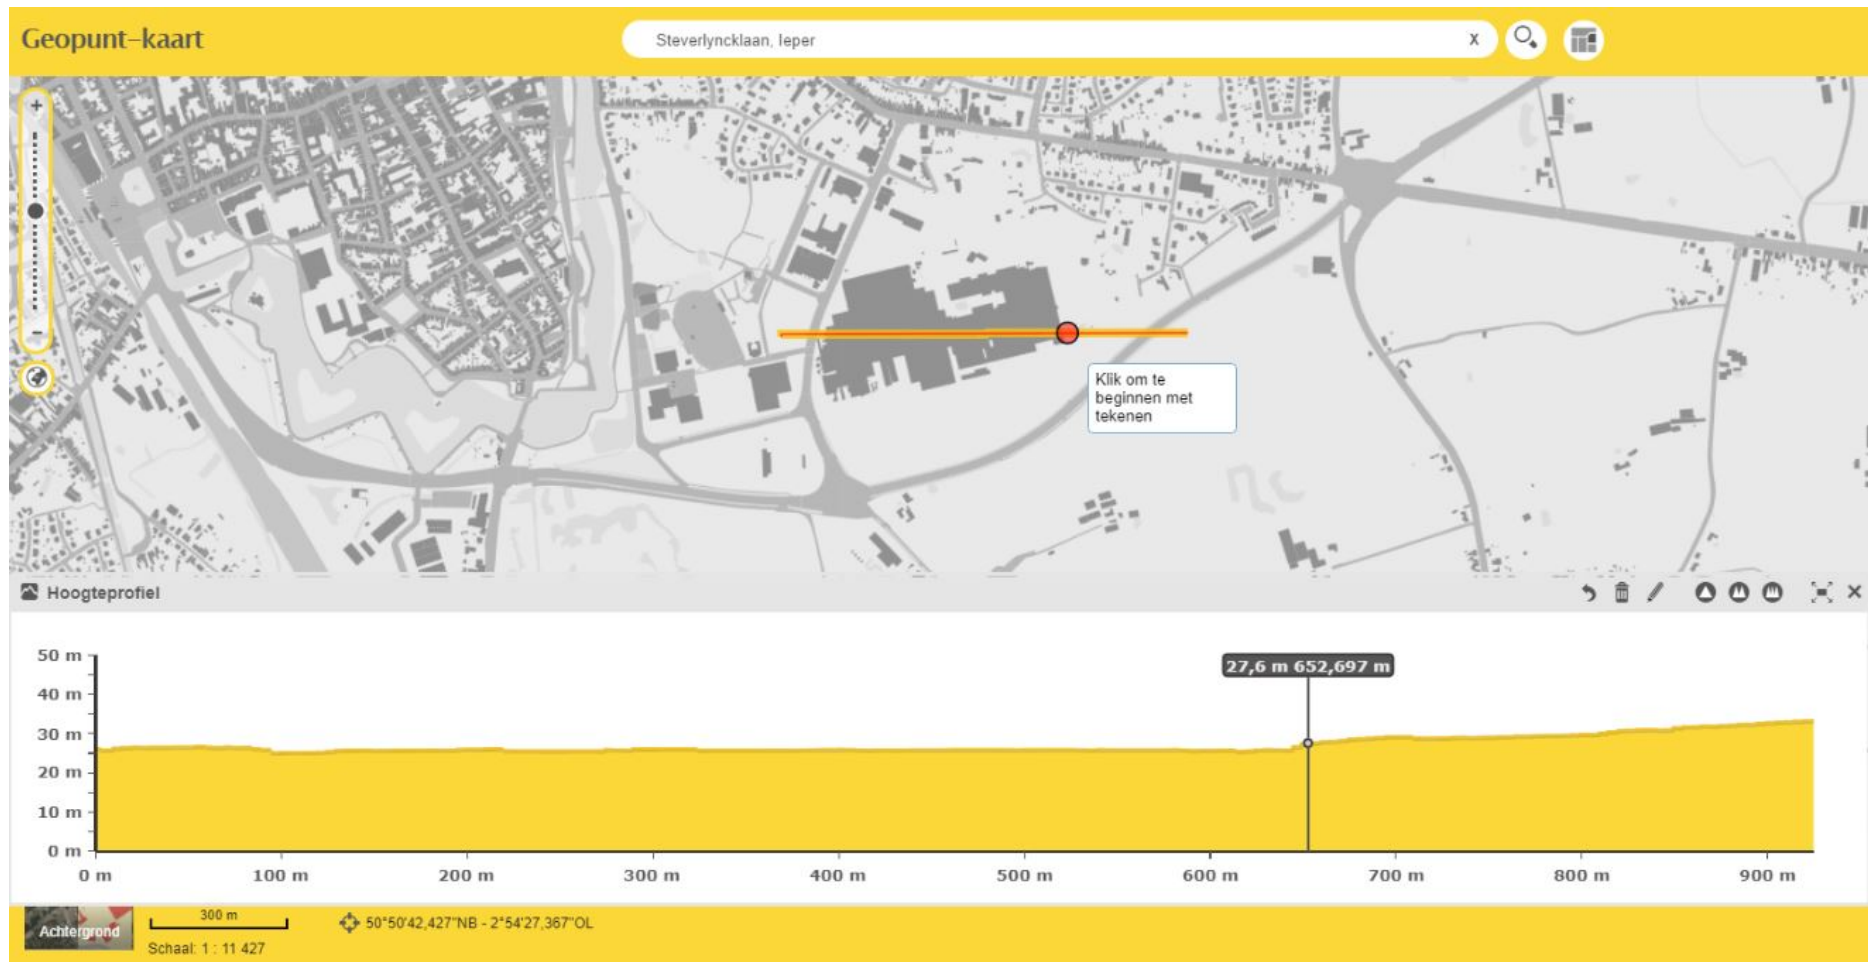 Geopunt-kaart
Steverlyncklaan, Ieper
X
+
−
Klik om te
beginnen met
tekenen
Hoogteprofiel
50 m
40 m
30 m
20 m
10 m
0 m
27,6 m 652,697 m
0 m 100 m 200 m 300 m 400 m 500 m 600 m 700 m 800 m 900 m
Achtergrond
300 m
Schaal: 1 : 11 427
50°50'42,427"NB - 2°54'27,367"OL